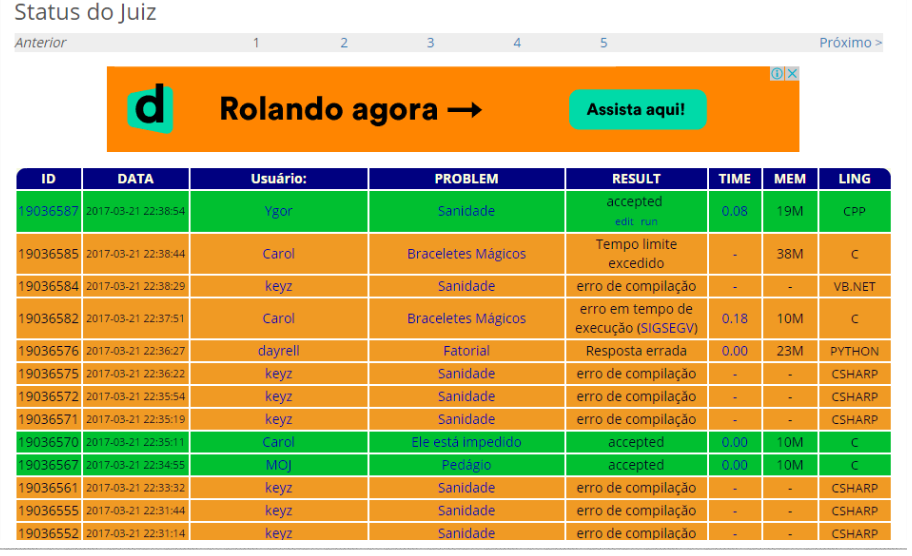 Status do Juiz
Anterior 1 2 3 4 5 Próximo >
d Rolando agora → Assista aqui!
ID DATA Usuário: PROBLEM RESULT TIME MEM LING
19036587 2017-03-21 22:38:54 Ygor Sanidade accepted edit run 0.08 19M CPP
19036585 2017-03-21 22:38:44 Carol Braceletes Mágicos Tempo limite excedido - 38M C
19036584 2017-03-21 22:38:29 keyz Sanidade erro de compilação - - VB.NET
19036582 2017-03-21 22:37:51 Carol Braceletes Mágicos erro em tempo de execução (SIGSEGV) 0.18 10M C
19036576 2017-03-21 22:36:27 dayrell Fatorial Resposta errada 0.00 23M PYTHON
19036575 2017-03-21 22:36:22 keyz Sanidade erro de compilação - - CSHARP
19036572 2017-03-21 22:35:54 keyz Sanidade erro de compilação - - CSHARP
19036571 2017-03-21 22:35:19 keyz Sanidade erro de compilação - - CSHARP
19036570 2017-03-21 22:35:11 Carol Ele está impedido accepted 0.00 10M C
19036567 2017-03-21 22:34:55 MOJ Pedágio accepted 0.00 10M C
19036561 2017-03-21 22:33:32 keyz Sanidade erro de compilação - - CSHARP
19036555 2017-03-21 22:31:44 keyz Sanidade erro de compilação - - CSHARP
19036552 2017-03-21 22:31:14 keyz Sanidade erro de compilação - - CSHARP